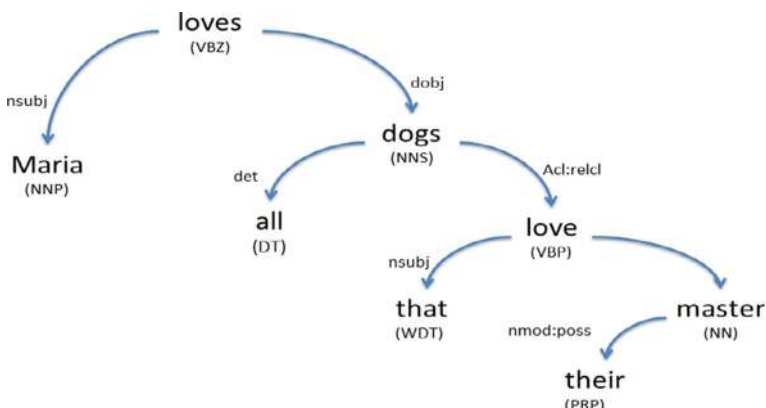 loves
(VBZ)
nsubj
dobj
dogs
(NNS)
Maria
(NNP)
det
Acl:relcl
all
(DT)
love
(VBP)
nsubj
that
(WDT)
master
(NN)
nmod:poss
their
(PRP)